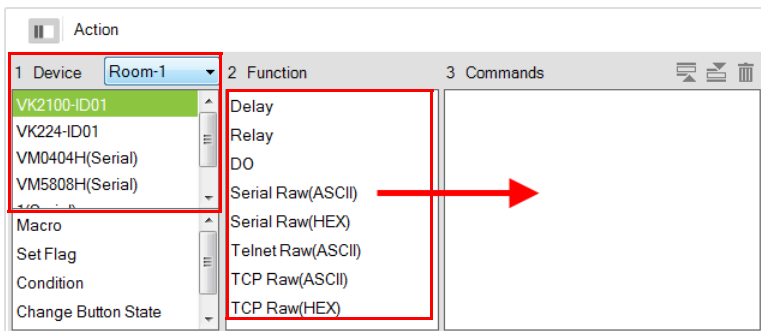 Action
1 Device Room-1
2 Function
3 Commands
VK2100-ID01
VK224-ID01
VM0404H(Serial)
VM5808H(Serial)
Macro
Set Flag
Condition
Change Button State
Delay
Relay
DO
Serial Raw(ASCII)
Serial Raw(HEX)
Telnet Raw(ASCII)
TCP Raw(ASCII)
TCP Raw(HEX)